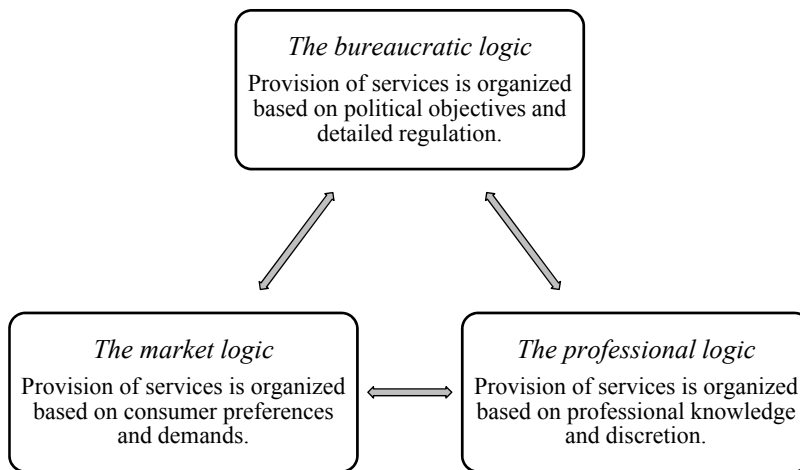 The bureaucratic logic
Provision of services is organized
based on political objectives and
detailed regulation.
The market logic
Provision of services is organized
based on consumer preferences
and demands.
The professional logic
Provision of services is organized
based on professional knowledge
and discretion.